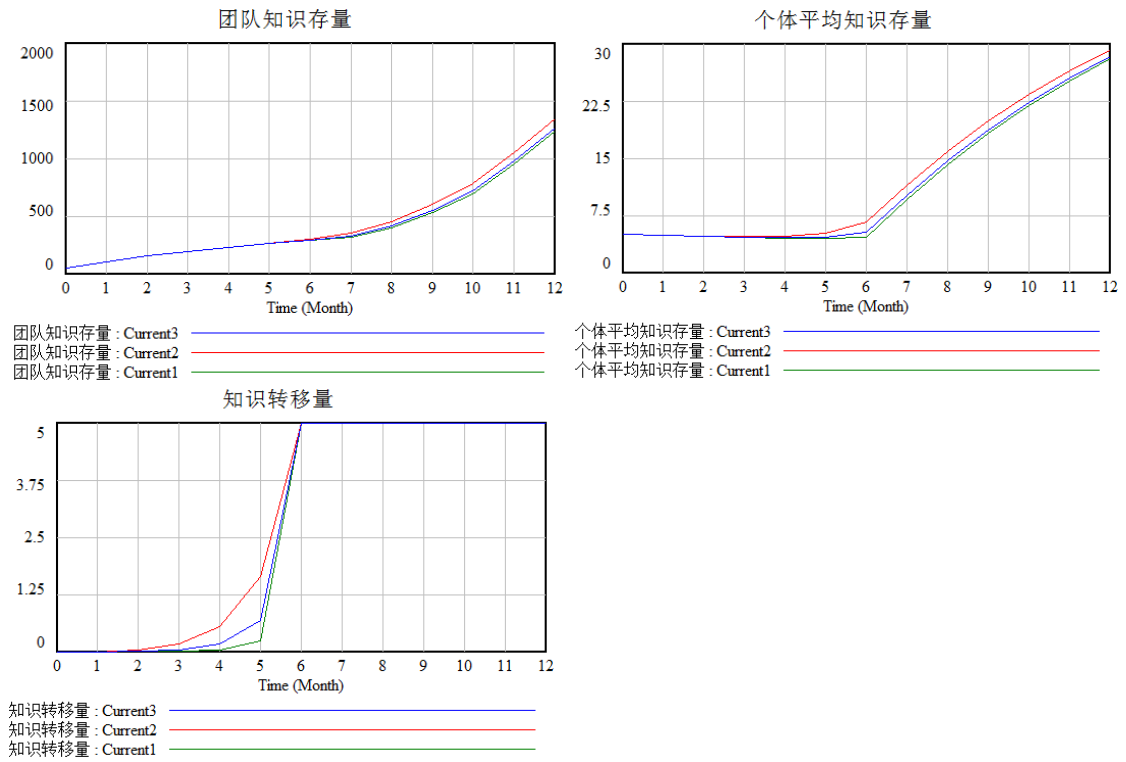 团队知识存量
2000
1500
1000
500
0
0 1 2 3 4 5 6 7 8 9 10 11 12
Time (Month)
团队知识存量 : Current3
团队知识存量 : Current2
团队知识存量 : Current1
个体平均知识存量
30
22.5
15
7.5
0
0 1 2 3 4 5 6 7 8 9 10 11 12
Time (Month)
个体平均知识存量 : Current3
个体平均知识存量 : Current2
个体平均知识存量 : Current1
知识转移量
5
3.75
2.5
1.25
0
0 1 2 3 4 5 6 7 8 9 10 11 12
Time (Month)
知识转移量 : Current3
知识转移量 : Current2
知识转移量 : Current1